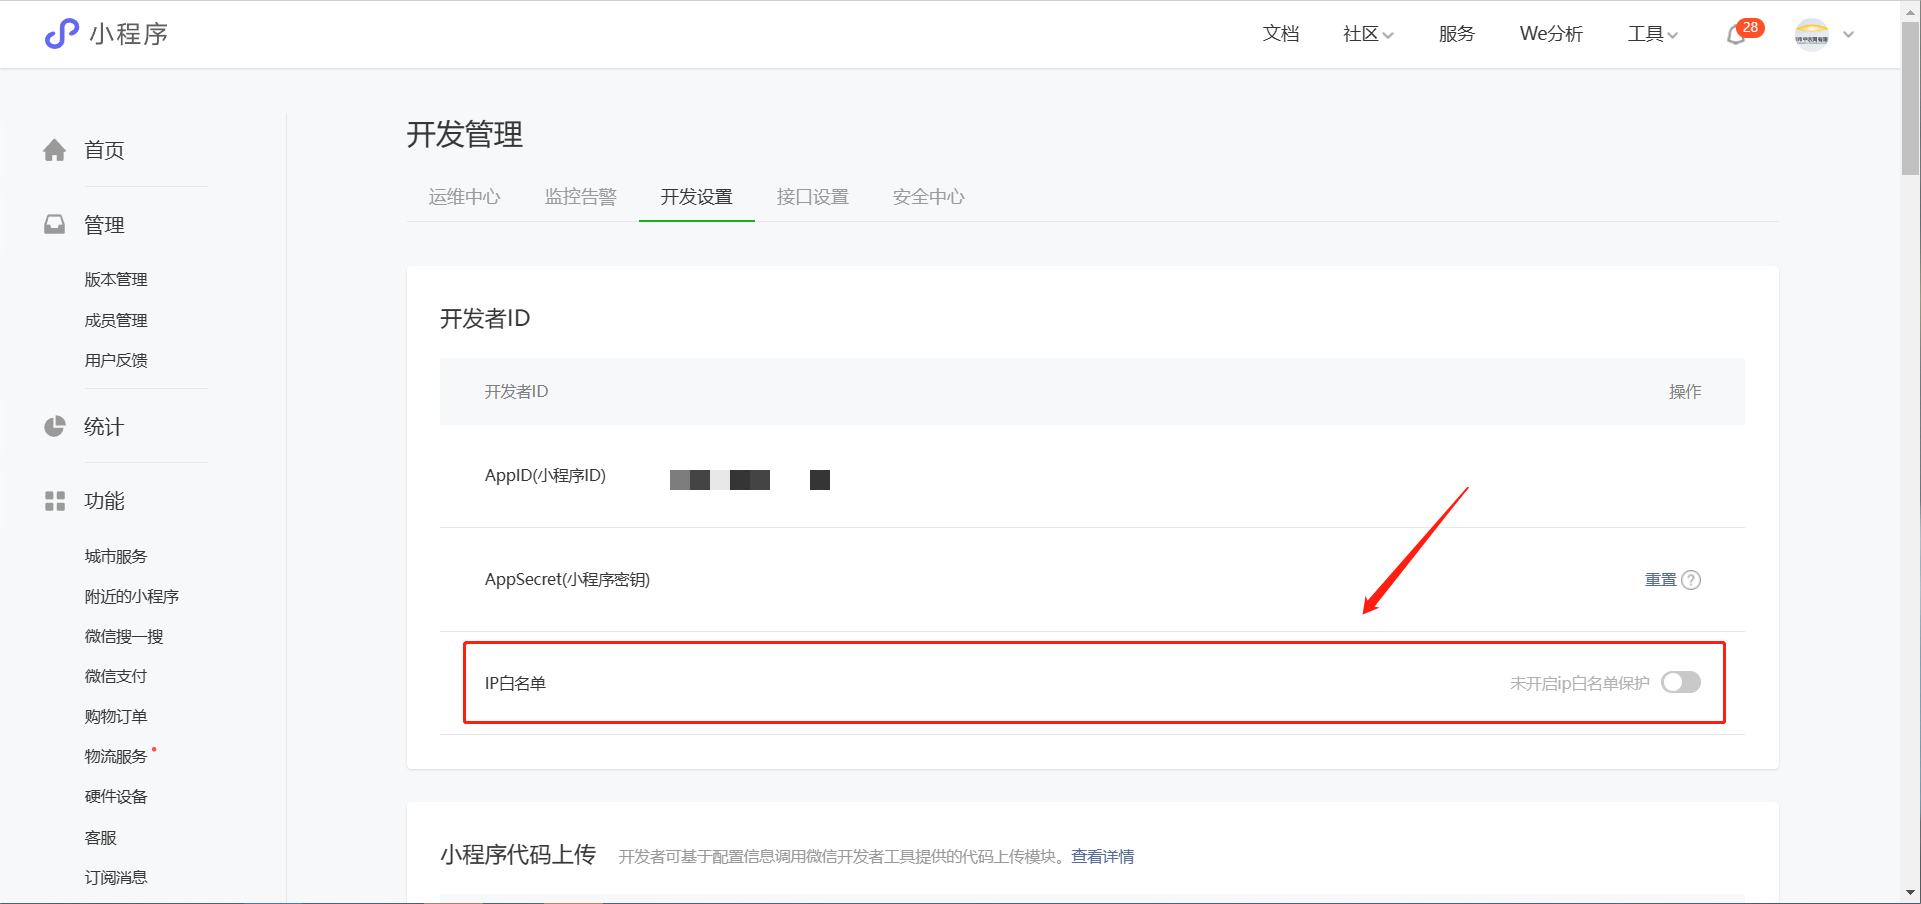 小程序
文档 社区 服务 We分析 工具 28
首页
管理
版本管理
成员管理
用户反馈
统计
功能
城市服务
附近的小程序
微信搜一搜
微信支付
购物订单
物流服务
硬件设备
客服
订阅消息
开发管理
运维中心 监控告警 开发设置 接口设置 安全中心
开发者ID
开发者ID 操作
AppID(小程序ID)
AppSecret(小程序密钥) 重置 ?
IP白名单 未开启ip白名单保护
小程序代码上传 开发者可基于配置信息调用微信开发者工具提供的代码上传模块。查看详情